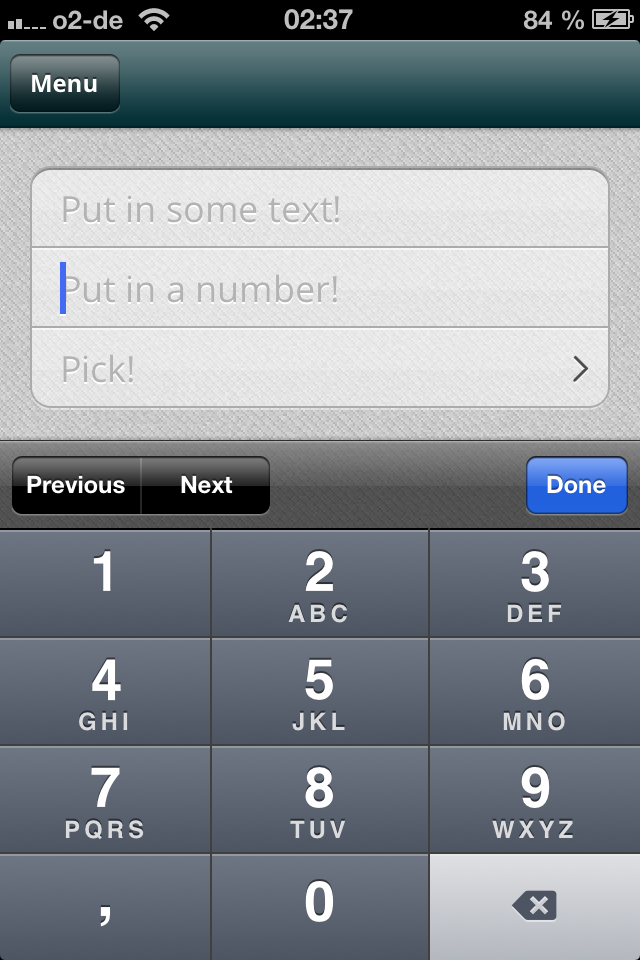 o2-de 02:37 84 %
Menu
Put in some text!
Put in a number!
Pick!
Previous Next Done
1 2 3
ABC DEF
4 5 6
GHI JKL MNO
7 8 9
PQRS TUV WXYZ
, 0